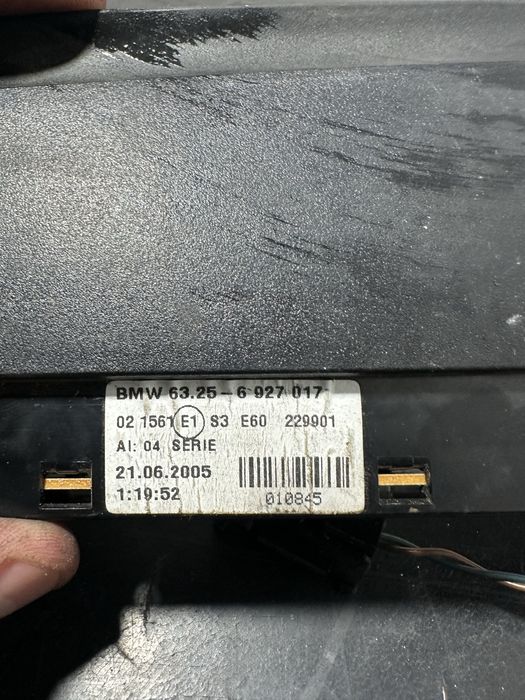 BMW 63.25-6 927 017
02 1561 E1 S3 E60 229901
AI: 04 SERIE
21.06.2005
1:19:52
010845